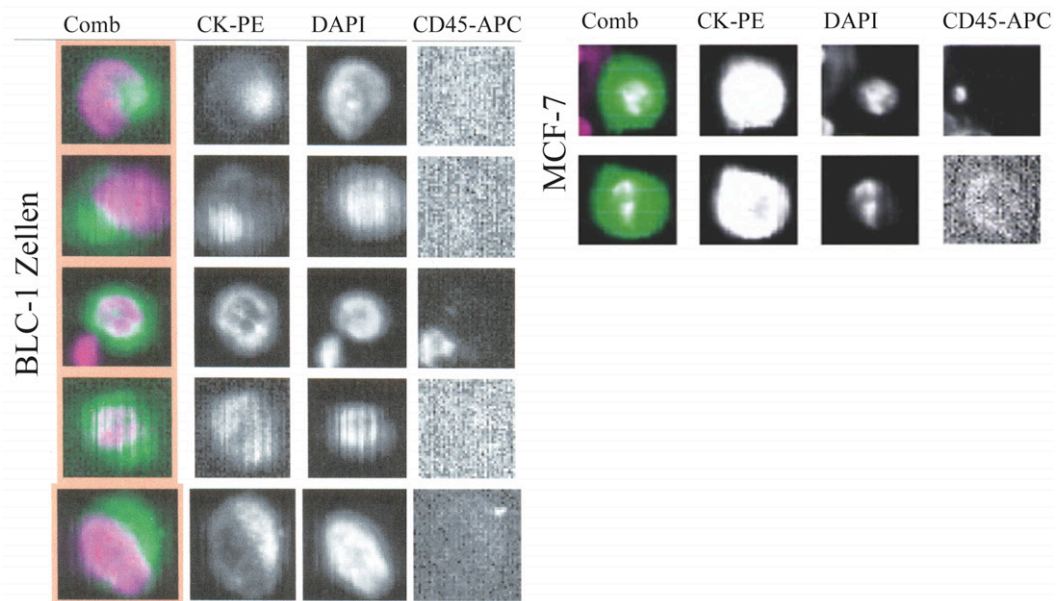 Comb CK-PE DAPI CD45-APC
BLC-1 Zellen
Comb CK-PE DAPI CD45-APC
MCF-7